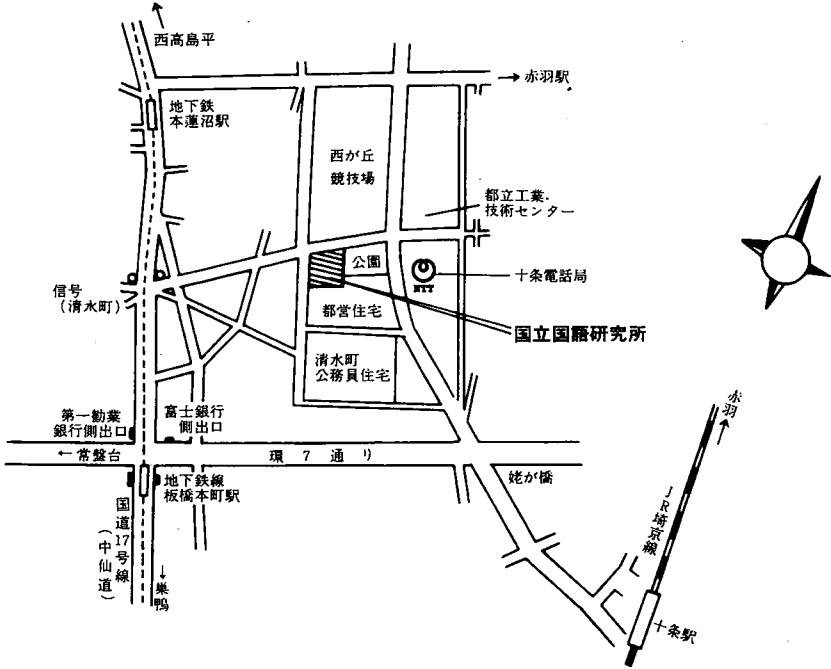 西高島平
→ 赤羽駅
地下鉄
本蓮沼駅
西が丘
競技場
都立工業
技術センター
公園
NTT
十条電話局
信号
(清水町)
都営住宅
国立国語研究所
清水町
公務員住宅
第一勧業
銀行側出口
富士銀行
側出口
赤羽
← 常盤台
環7通り
地下鉄線
板橋本町駅
姥が橋
JR埼京線
国道17号線
(中仙道)
巣鴨
十条駅